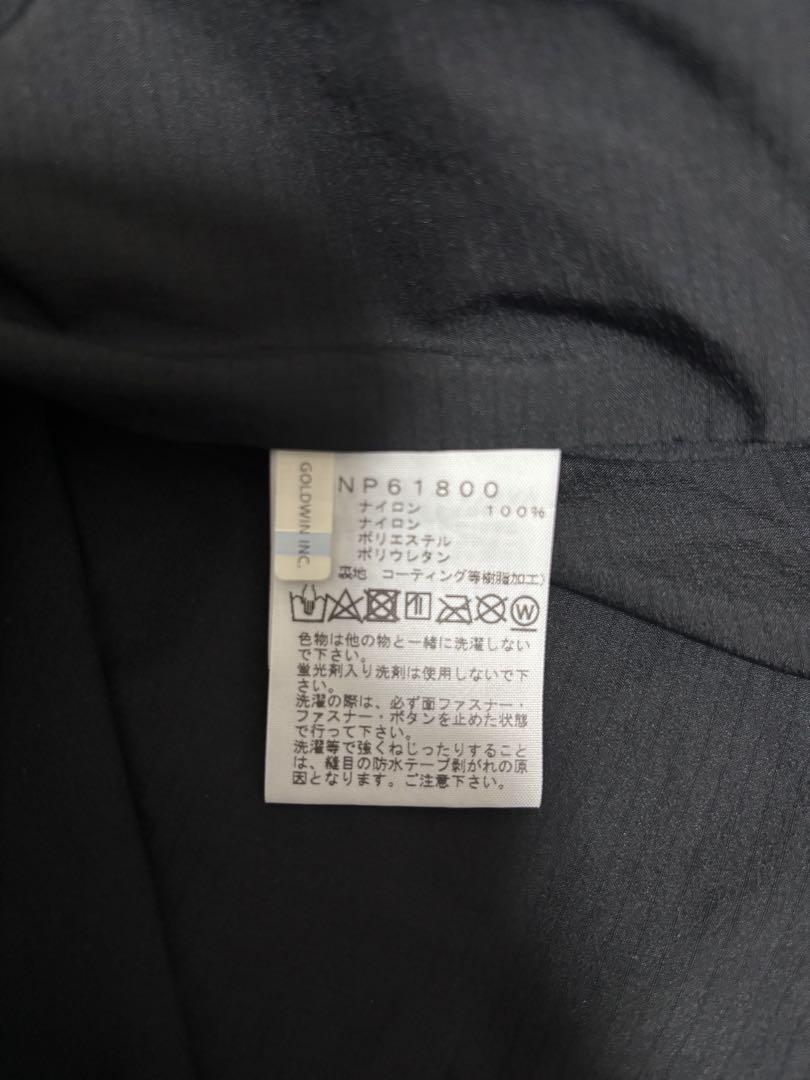 GOLDWIN INC.
NP61800
ナイロン 100%
ナイロン
ポリエステル
ポリウレタン
裏地 コーティング等樹脂加工)
W
色物は他の物と一緒に洗濯しない
で下さい。
蛍光剤入り洗剤は使用しないで下
さい。
洗濯の際は、必ず面ファスナー・
ファスナー・ボタンを止めた状態
で行って下さい。
洗濯等で強くねじったりすること
は、縫目の防水テープ剥がれの原
因となります。ご注意下さい。